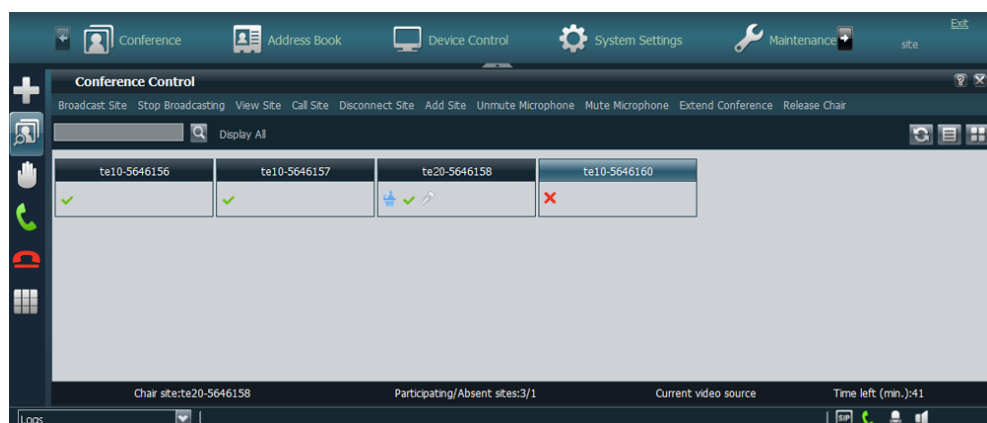 Exit
Conference Address Book Device Control System Settings Maintenance site
Conference Control
Broadcast Site Stop Broadcasting View Site Call Site Disconnect Site Add Site Unmute Microphone Mute Microphone Extend Conference Release Chair
Display All
te10-5646156 te10-5646157 te20-5646158 te10-5646160
Chair site:te20-5646158 Participating/Absent sites:3/1 Current video source Time left (min.):41
Logs SIP